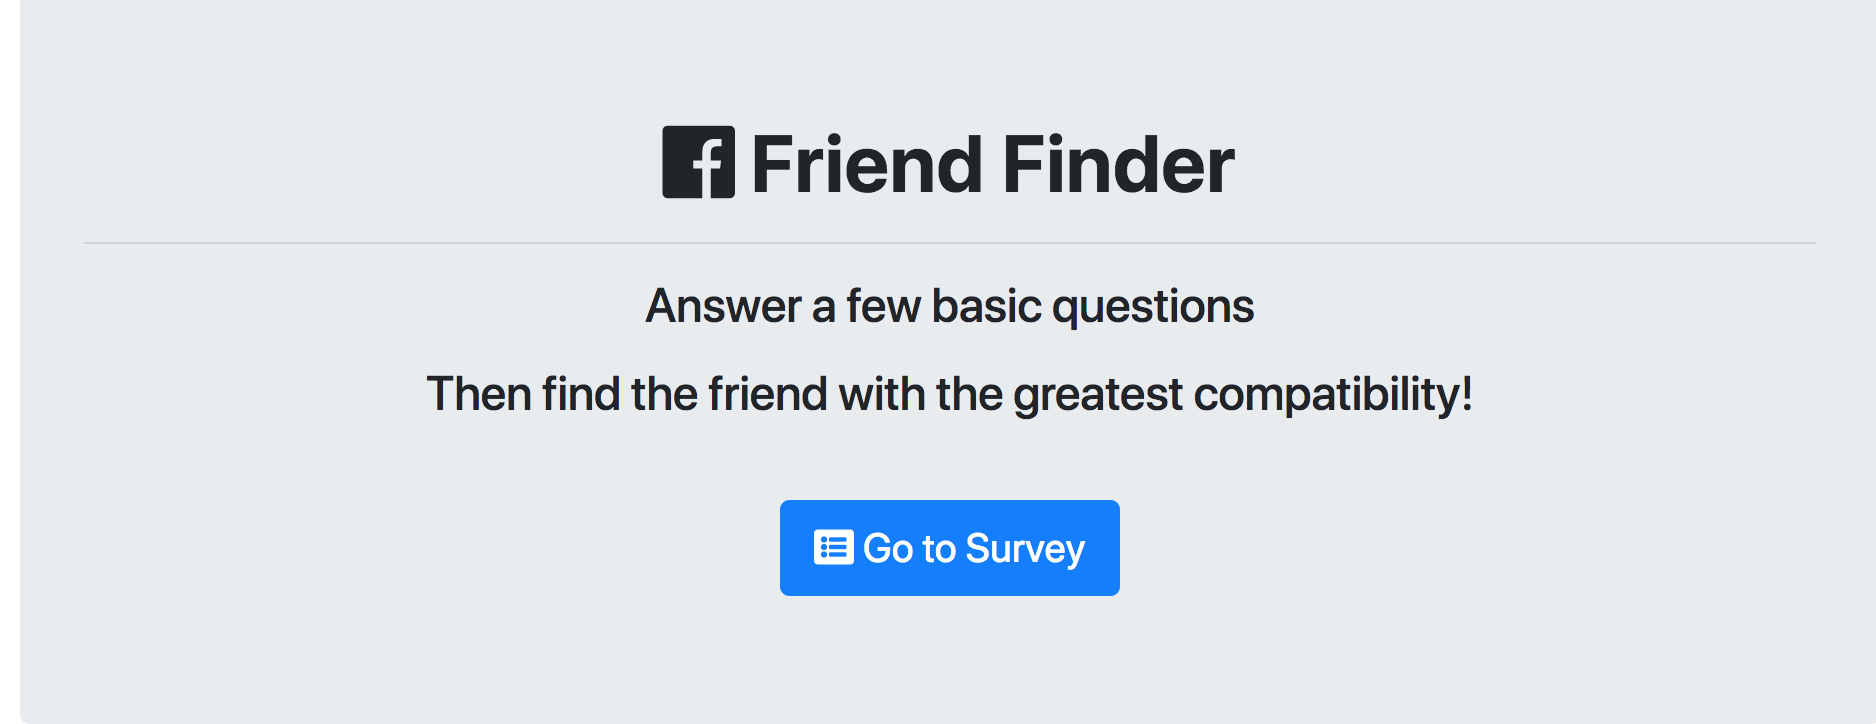 Friend Finder
Answer a few basic questions
Then find the friend with the greatest compatibility!
Go to Survey